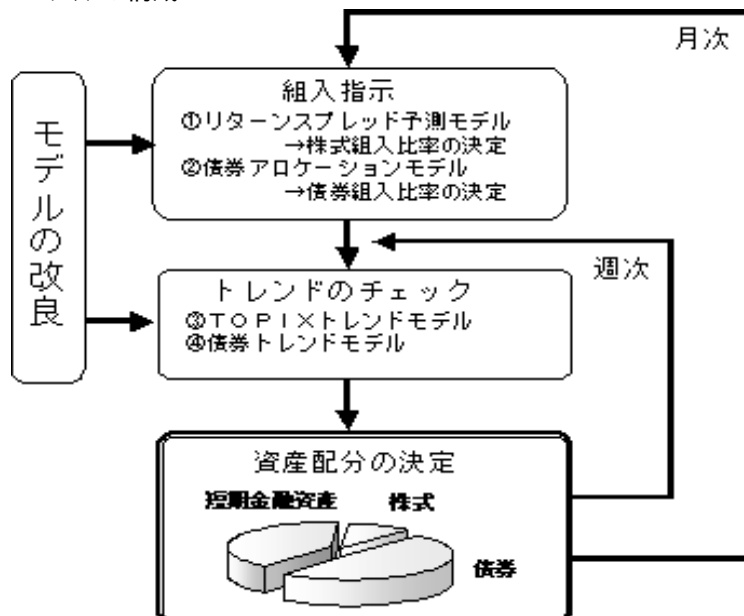 月次
組入指示
①リターンスプレッド予測モデル
→株式組入比率の決定
②債券アロケーションモデル
→債券組入比率の決定
モデルの改良
週次
トレンドのチェック
③TOPIXトレンドモデル
④債券トレンドモデル
資産配分の決定
短期金融資産 株式
債券